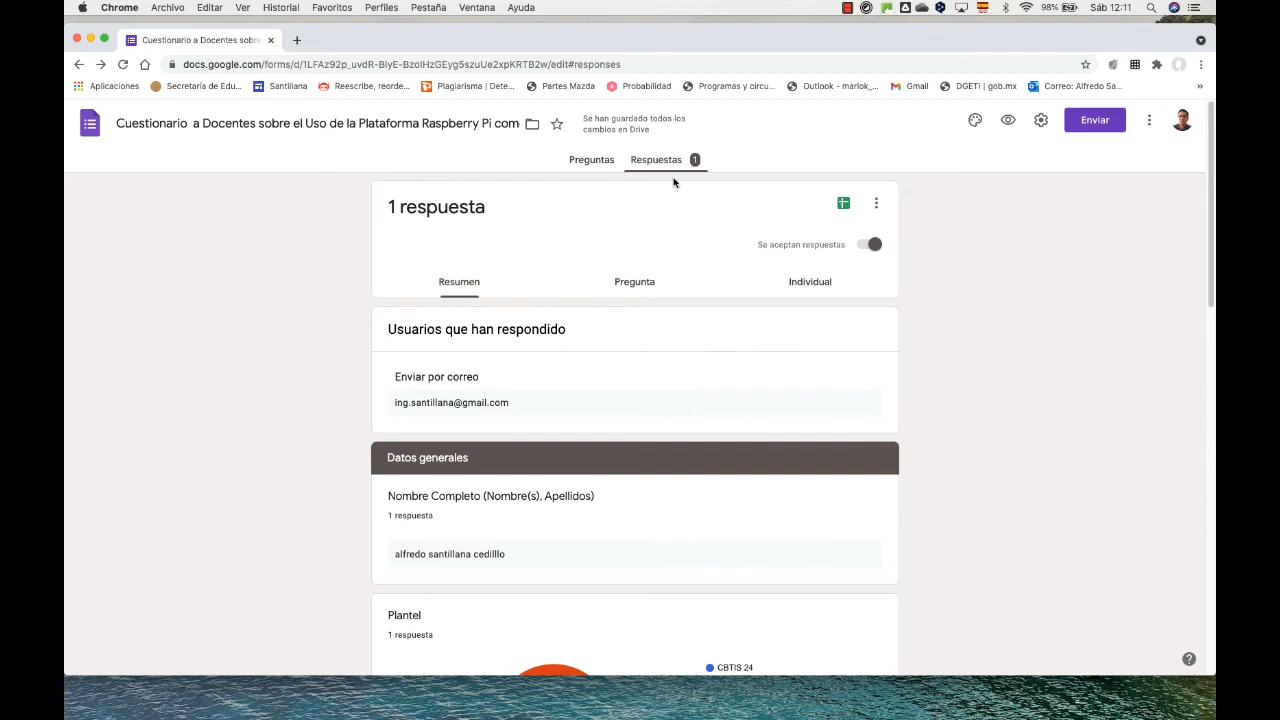 Chrome Archivo Editar Ver Historial Favoritos Perfiles Pestaña Ventana Ayuda 98% Sáb 12:11
Cuestionario a Docentes sobre
docs.google.com/forms/d/1LFAz92p_uvdR-BlyE-BzolHzGEyg5szuUe2xpKRTB2w/edit#responses
Aplicaciones Secretaría de Edu... Santillana Reescribe, reorde... Plagiarisma | Dete... Partes Mazda Probabilidad Programas y circu... Outlook - marlok_... Gmail DGETI | gob.mx Correo: Alfredo Sa... »
Cuestionario a Docentes sobre el Uso de la Plataforma Raspberry Pi com
Se han guardado todos los
cambios en Drive
Enviar
Preguntas Respuestas 1
1 respuesta
Se aceptan respuestas
Resumen Pregunta Individual
Usuarios que han respondido
Enviar por correo
ing.santillana@gmail.com
Datos generales
Nombre Completo (Nombre(s), Apellidos)
1 respuesta
alfredo santillana cedilllo
Plantel
1 respuesta
CBTIS 24